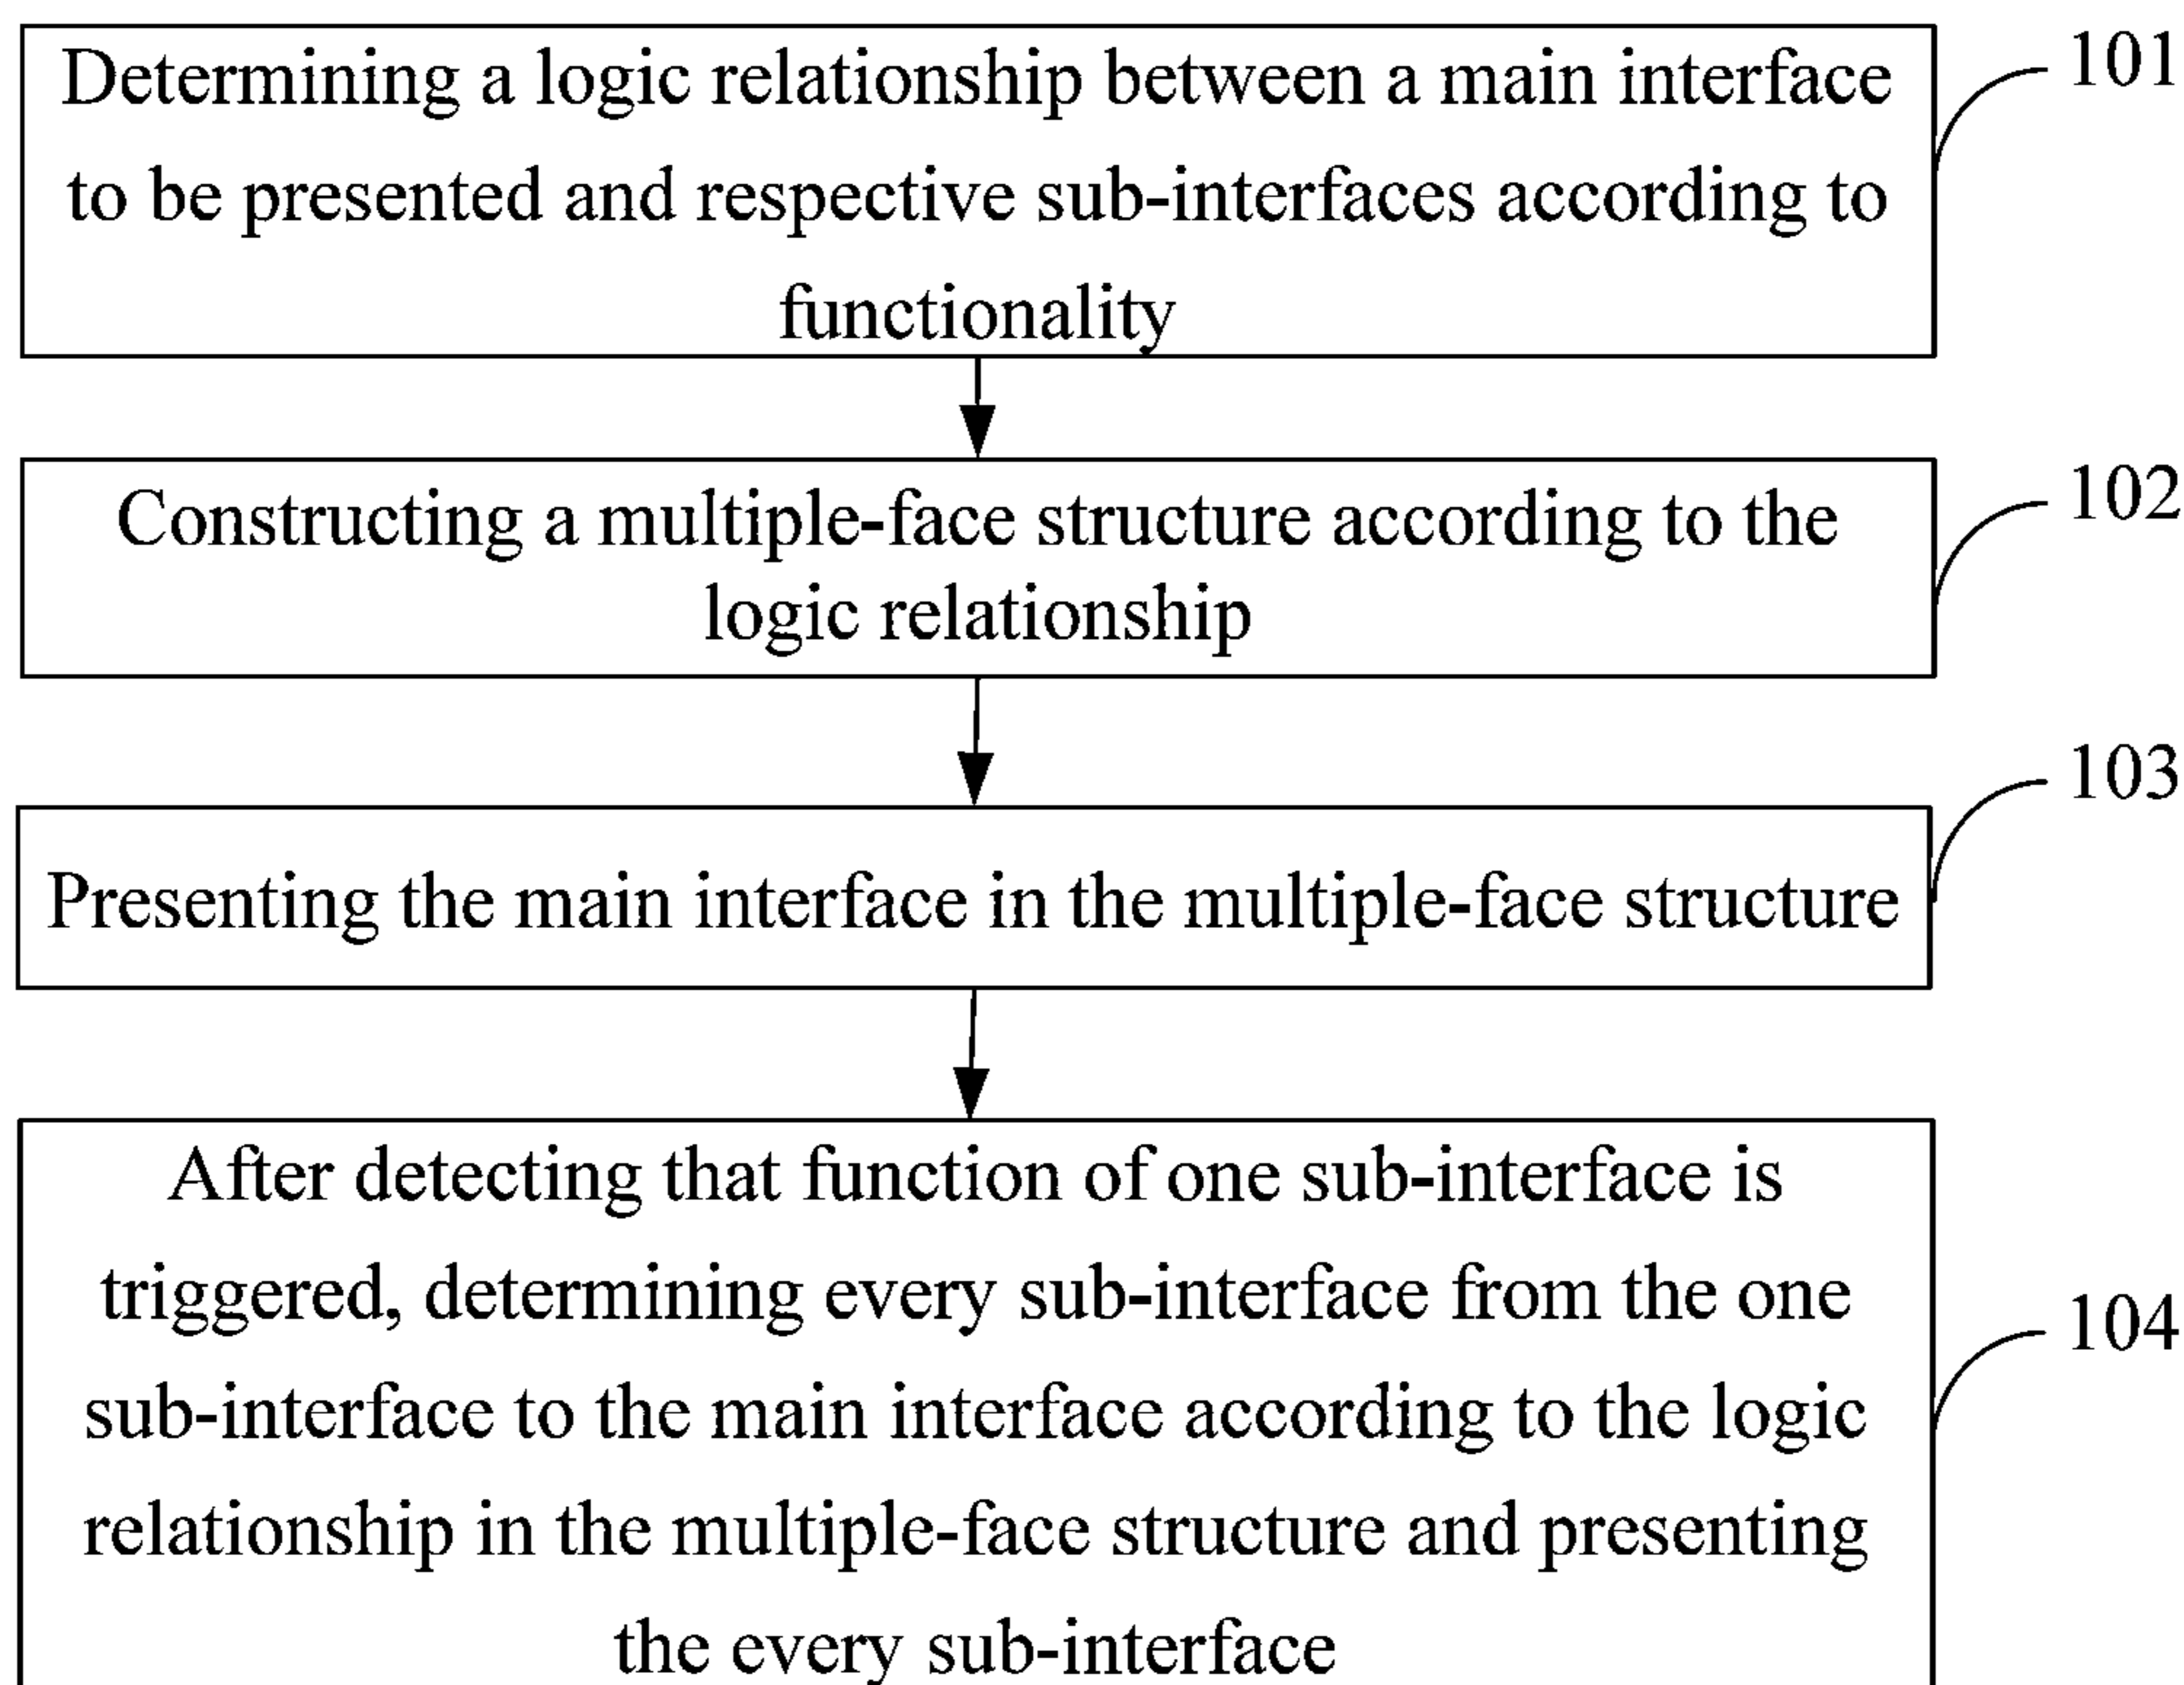 Determining a logic relationship between a main interface
to be presented and respective sub-interfaces according to
functionality
101
Constructing a multiple-face structure according to the
logic relationship
102
Presenting the main interface in the multiple-face structure
103
After detecting that function of one sub-interface is
triggered, determining every sub-interface from the one
sub-interface to the main interface according to the logic
relationship in the multiple-face structure and presenting
the every sub-interface
104